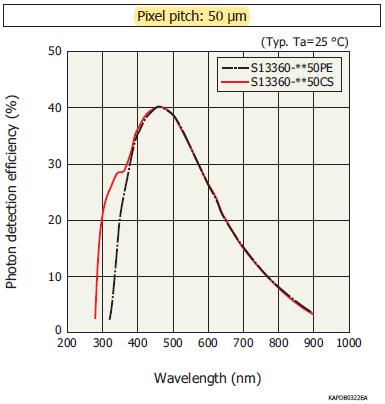 Pixel pitch: 50 μm
(Typ. Ta=25 °C)
S13360-**50PE
S13360-**50CS
Photon detection efficiency (%)
50
40
30
20
10
0
200 300 400 500 600 700 800 900 1000
Wavelength (nm)
KAPDB0322EA